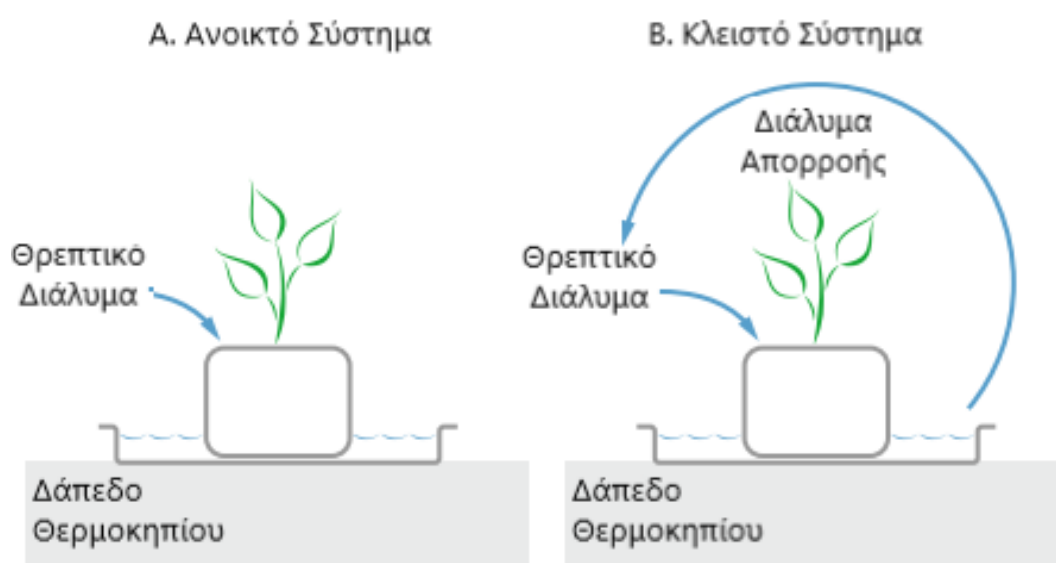 Α. Ανοικτό Σύστημα
Β. Κλειστό Σύστημα
Θρεπτικό
Διάλυμα
Δάπεδο
Θερμοκηπίου
Διάλυμα
Απορροής
Θρεπτικό
Διάλυμα
Δάπεδο
Θερμοκηπίου